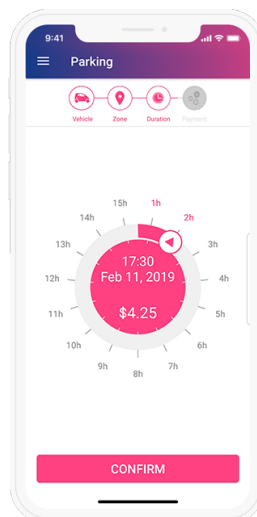 9:41
Parking
Vehicle Zone Duration Payment
15h 1h
14h 2h
13h 3h
12h 4h
11h 5h
10h 6h
9h 7h
8h
17:30
Feb 11, 2019
$4.25
CONFIRM